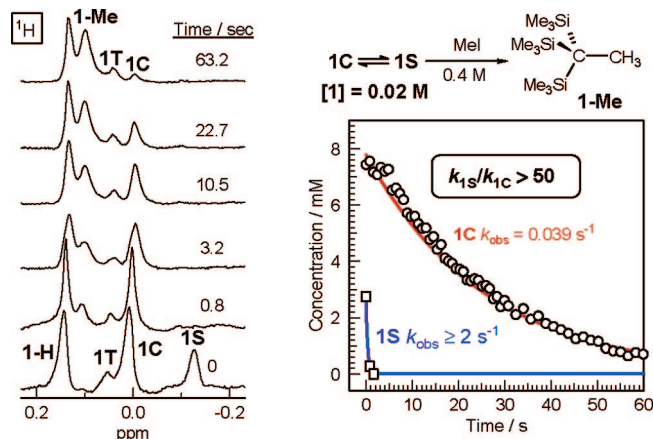 ¹H
1-Me
Time / sec
1T 1C
63.2
22.7
10.5
3.2
0.8
1-H
1T
1C
1S
0
0.2 0.0 -0.2
ppm
1C ⇌ 1S
MeI
0.4 M
[1] = 0.02 M
Me₃Si
Me₃Si
Me₃Si
C
CH₃
1-Me
k1S/k1C > 50
1C kobs = 0.039 s⁻¹
1S kobs ≥ 2 s⁻¹
Concentration / mM
8
6
4
2
0
0 10 20 30 40 50 60
Time / s